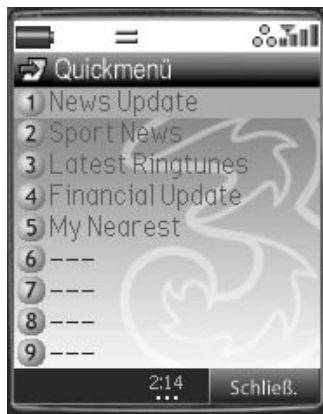 Quickmenü
1 News Update
2 Sport News
3 Latest Ringtunes
4 Financial Update
5 My Nearest
6 ---
7 ---
8 ---
9 ---
2:14
Schließ.